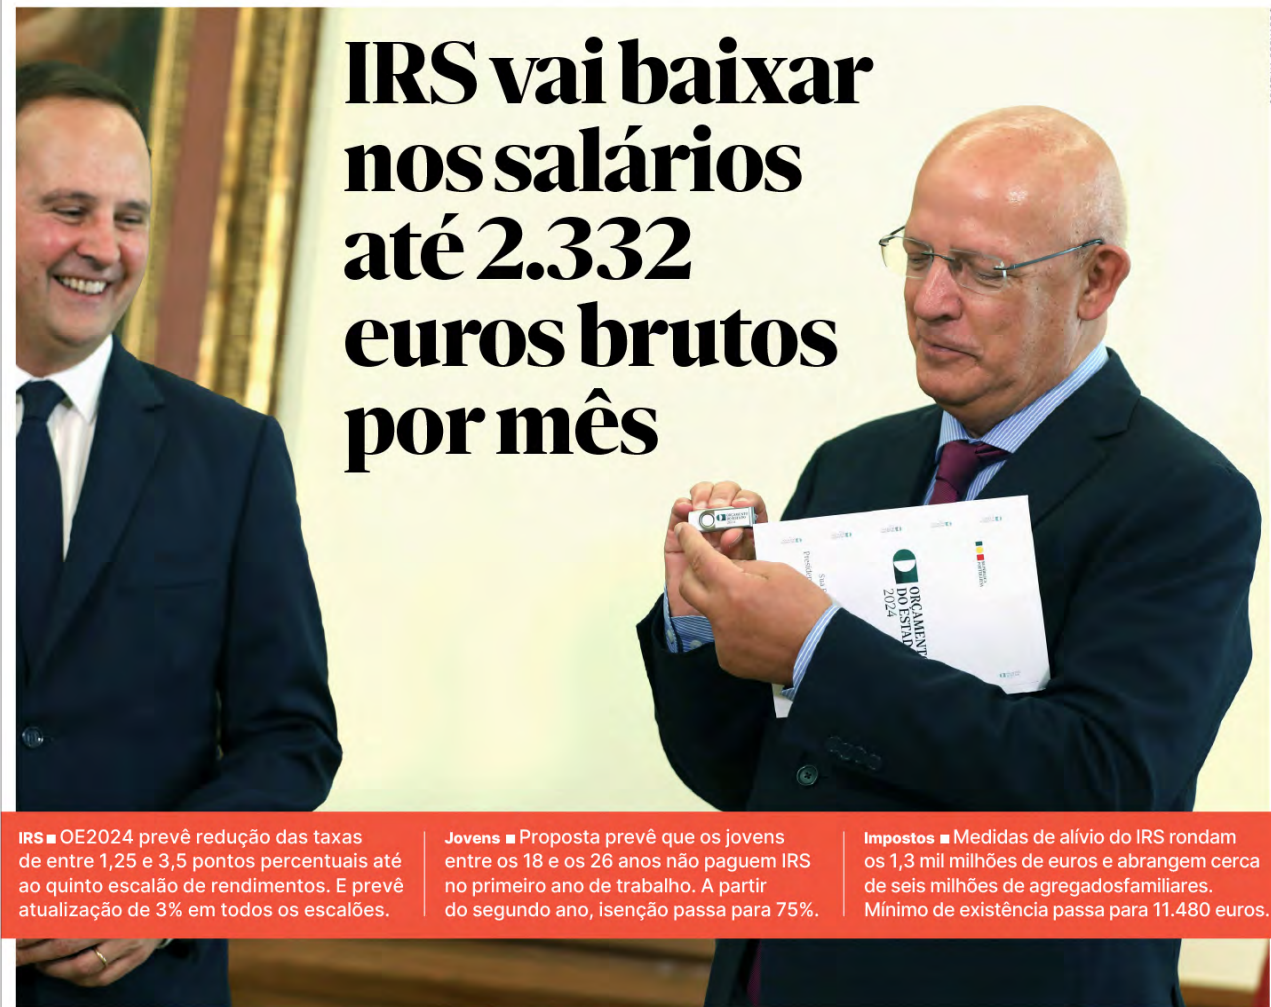 IRS vai baixar
nos salários
até 2.332
euros brutos
por mês
ORÇAMENTO
DO ESTADO
2024
IRS ■ OE2024 prevê redução das taxas
de entre 1,25 e 3,5 pontos percentuais até
ao quinto escalão de rendimentos. E prevê
atualização de 3% em todos os escalões.
Jovens ■ Proposta prevê que os jovens
entre os 18 e os 26 anos não paguem IRS
no primeiro ano de trabalho. A partir
do segundo ano, isenção passa para 75%.
Impostos ■ Medidas de alívio do IRS rondam
os 1,3 mil milhões de euros e abrangem cerca
de seis milhões de agregadosfamiliares.
Mínimo de existência passa para 11.480 euros.